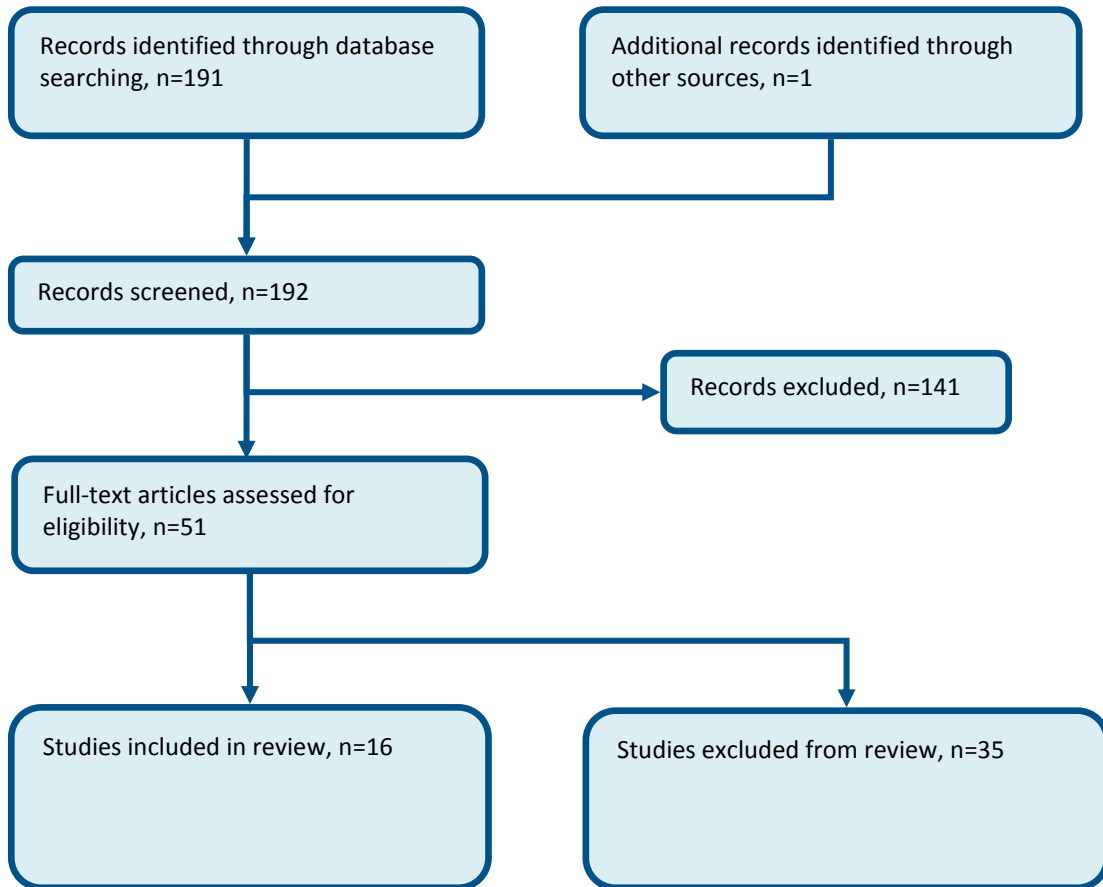 Records identified through database
searching, n=191
Additional records identified through
other sources, n=1
Records screened, n=192
Records excluded, n=141
Full-text articles assessed for
eligibility, n=51
Studies included in review, n=16
Studies excluded from review, n=35